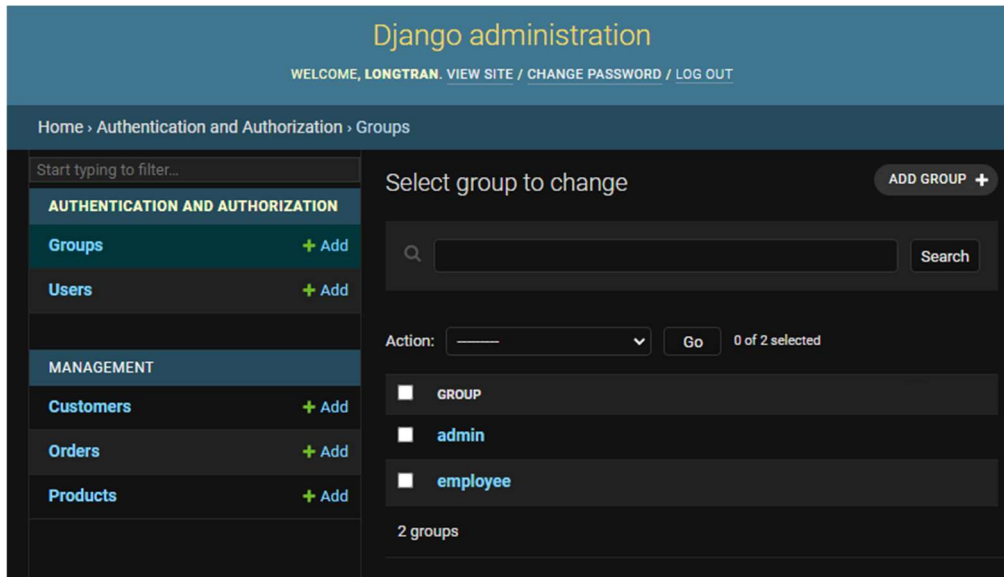 Django administration
WELCOME, LONGTRAN. VIEW SITE / CHANGE PASSWORD / LOG OUT
Home › Authentication and Authorization › Groups
Start typing to filter...
AUTHENTICATION AND AUTHORIZATION
Groups + Add
Users + Add
MANAGEMENT
Customers + Add
Orders + Add
Products + Add
Select group to change
ADD GROUP +
Search
Action: --------- Go 0 of 2 selected
GROUP
admin
employee
2 groups